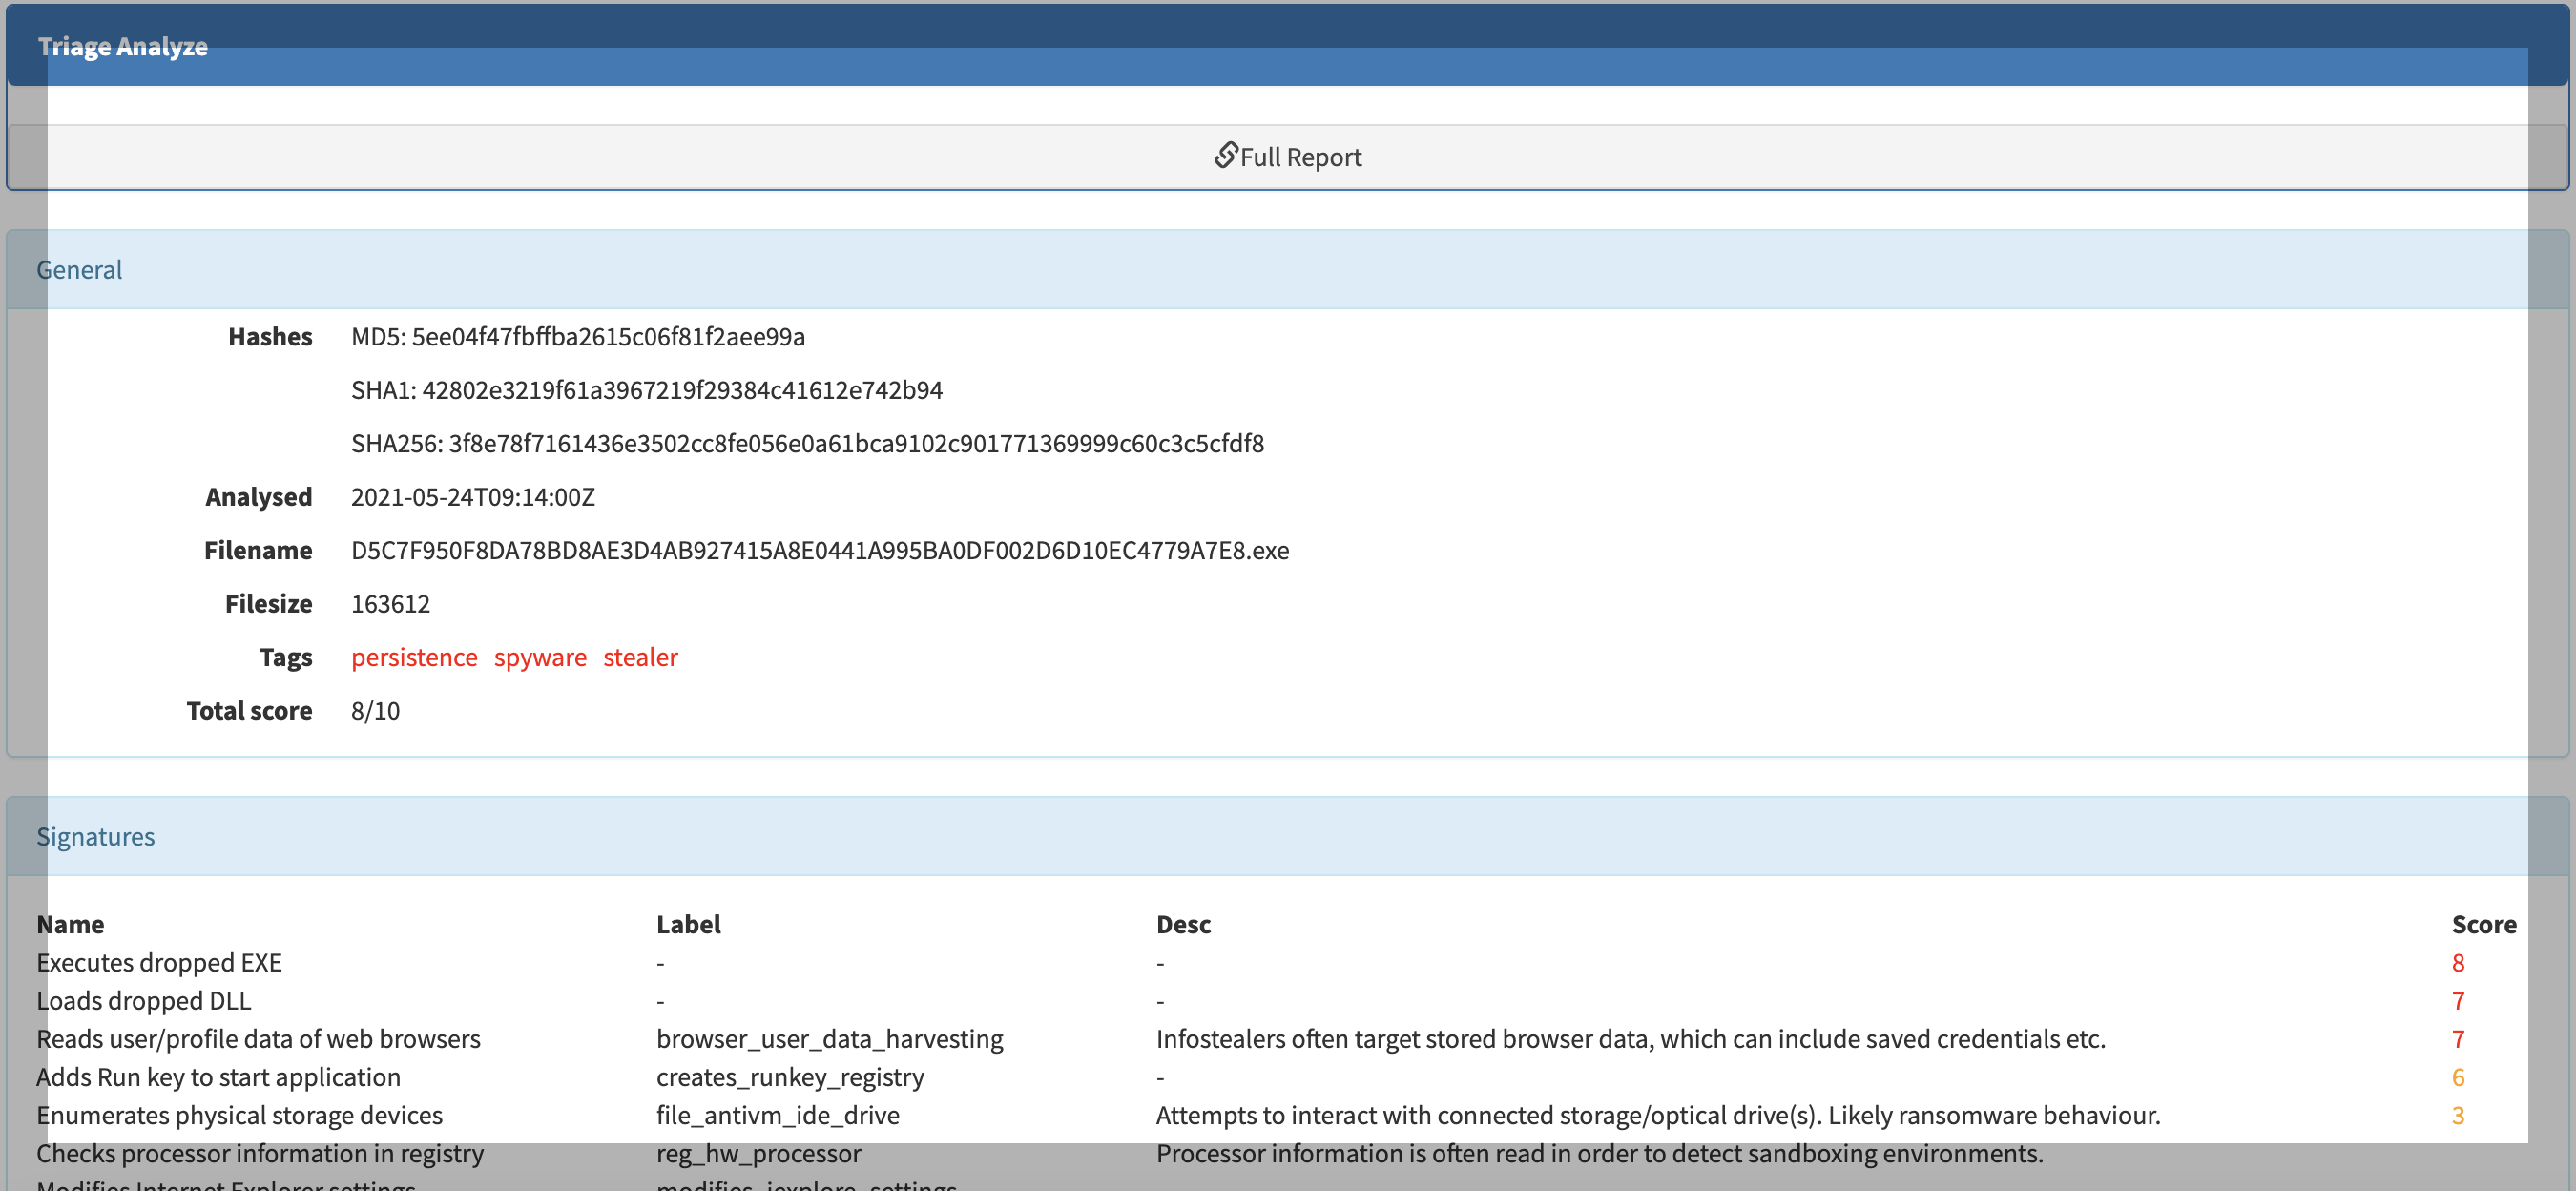 Triage Analyze
Full Report
General
Hashes MD5: 5ee04f47fbffba2615c06f81f2aee99a
SHA1: 42802e3219f61a3967219f29384c41612e742b94
SHA256: 3f8e78f7161436e3502cc8fe056e0a61bca9102c901771369999c60c3c5cfdf8
Analysed 2021-05-24T09:14:00Z
Filename D5C7F950F8DA78BD8AE3D4AB927415A8E0441A995BA0DF002D6D10EC4779A7E8.exe
Filesize 163612
Tags persistence spyware stealer
Total score 8/10
Signatures
Name Label Desc Score
Executes dropped EXE - - 8
Loads dropped DLL - - 7
Reads user/profile data of web browsers browser_user_data_harvesting Infostealers often target stored browser data, which can include saved credentials etc. 7
Adds Run key to start application creates_runkey_registry - 6
Enumerates physical storage devices file_antivm_ide_drive Attempts to interact with connected storage/optical drive(s). Likely ransomware behaviour. 3
Checks processor information in registry reg_hw_processor Processor information is often read in order to detect sandboxing environments.
Modifies Internet Explorer settings modifies_iexplore_settings